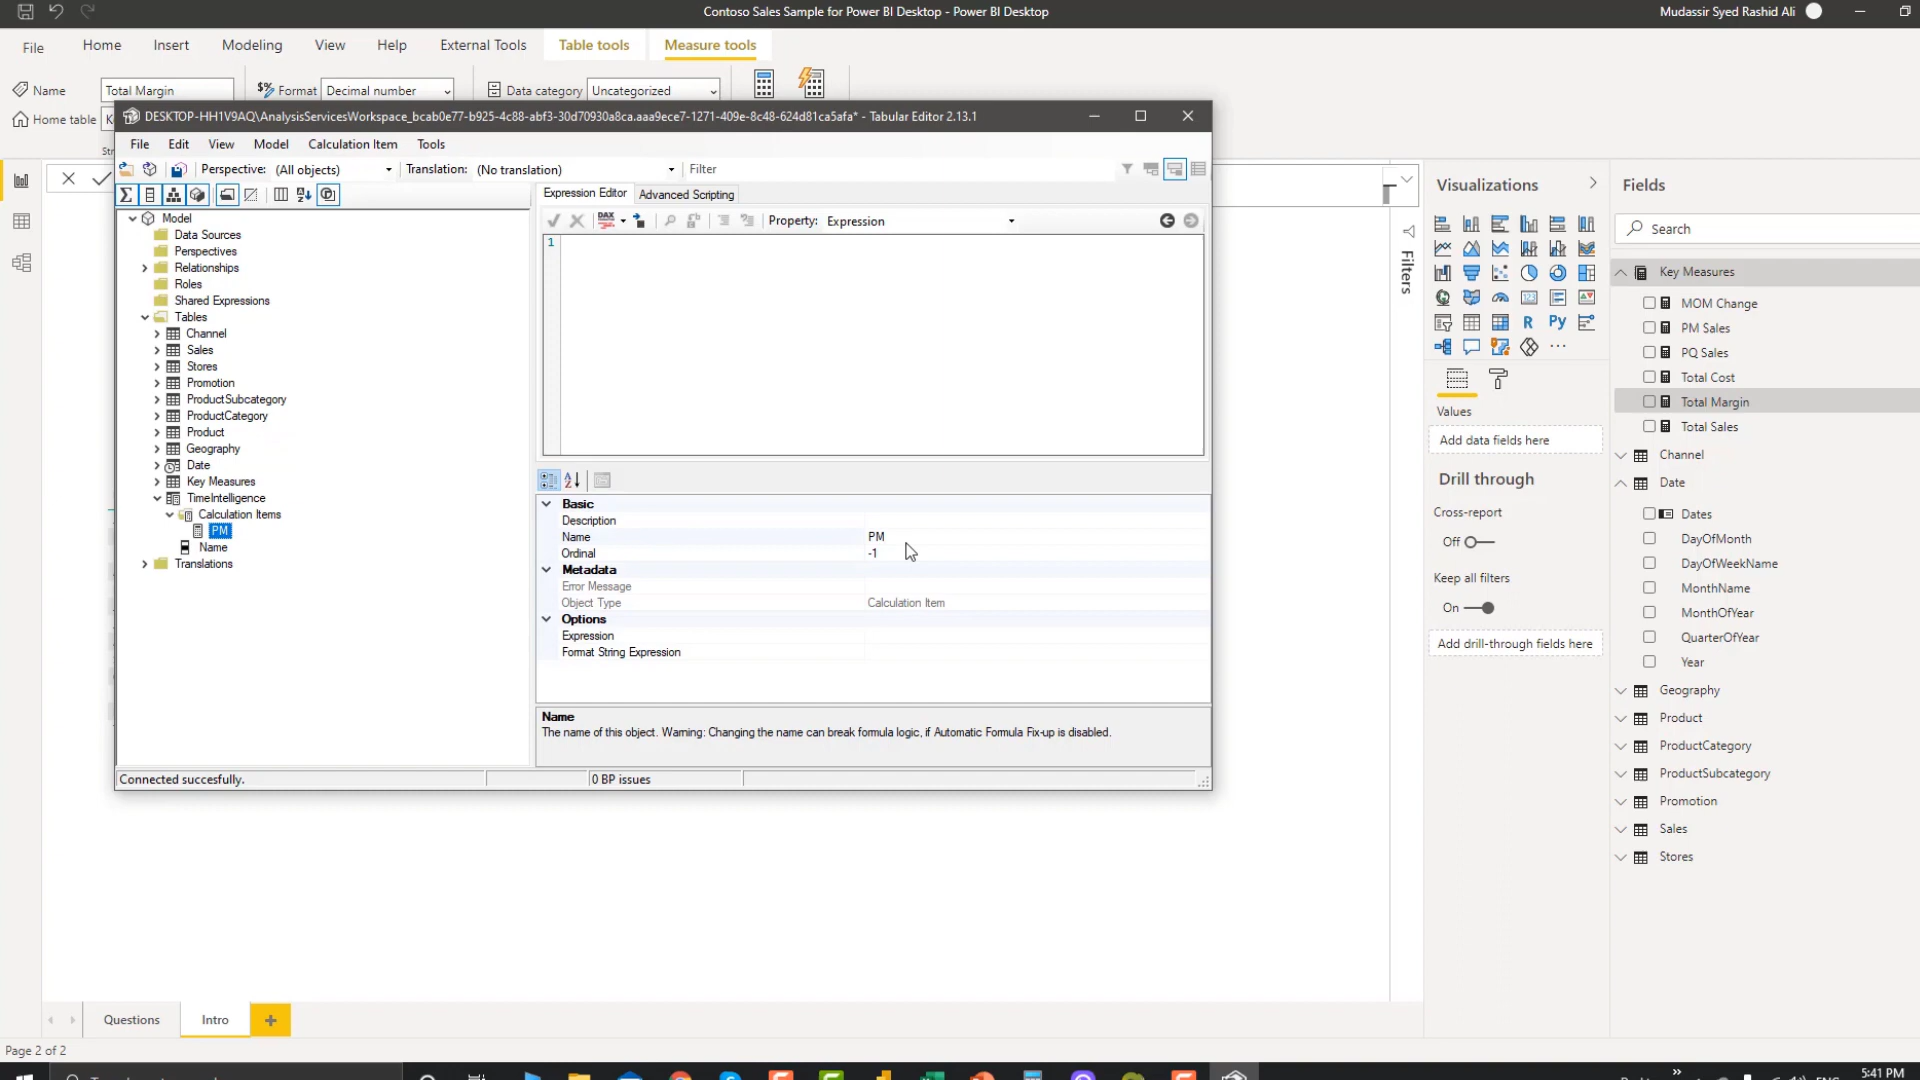 Contoso Sales Sample for Power BI Desktop - Power BI Desktop
Mudassir Syed Rashid Ali
File
Home
Insert
Modeling
View
Help
External Tools
Table tools
Measure tools
Name
Total Margin
Format
Decimal number
Data category
Uncategorized
Home table
DESKTOP-HH1V9AQ\AnalysisServicesWorkspace_bcab0e77-b925-4c88-abf3-30d70930a8ca.aaa9ece7-1271-409e-8c48-624d81ca5afa* - Tabular Editor 2.13.1
File
Edit
View
Model
Calculation Item
Tools
Perspective:
(All objects)
Translation:
(No translation)
Filter
Expression Editor
Advanced Scripting
DAX
Property:
Expression
1
Model
Data Sources
Perspectives
Relationships
Roles
Shared Expressions
Tables
Channel
Sales
Stores
Promotion
ProductSubcategory
ProductCategory
Product
Geography
Date
Key Measures
TimeIntelligence
Calculation Items
PM
Name
Translations
Basic
Description
Name
PM
Ordinal
-1
Metadata
Error Message
Object Type
Calculation Item
Options
Expression
Format String Expression
Name
The name of this object. Warning: Changing the name can break formula logic, if Automatic Formula Fix-up is disabled.
Connected succesfully.
0 BP issues
Filters
Visualizations
R
Py
Values
Add data fields here
Drill through
Cross-report
Off
Keep all filters
On
Add drill-through fields here
Fields
Search
Key Measures
MOM Change
PM Sales
PQ Sales
Total Cost
Total Margin
Total Sales
Channel
Date
Dates
DayOfMonth
DayOfWeekName
MonthName
MonthOfYear
QuarterOfYear
Year
Geography
Product
ProductCategory
ProductSubcategory
Promotion
Sales
Stores
Questions
Intro
Page 2 of 2
5:41 PM